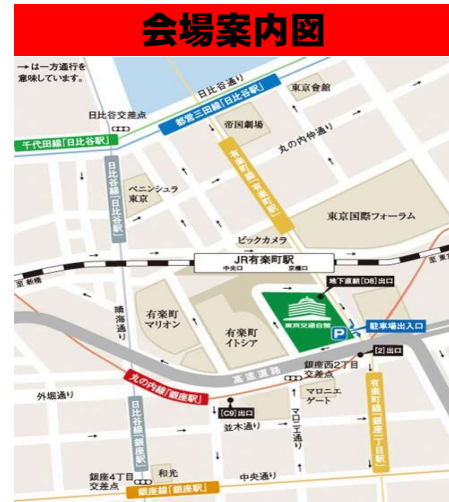 会場案内図
→は一方通行を
意味しています。
日比谷通り
都営三田線「日比谷駅」
東京會館
日比谷交差点
千代田線「日比谷駅」
帝国劇場
丸の内仲通り
有楽町線「有楽町駅」
日比谷線「日比谷駅」
ペニンシュラ
東京
東京国際フォーラム
ビックカメラ
JR有楽町駅
中央口
京橋口
至 新橋
至 東京
地下直結[D8]出口
晴海通り
有楽町
マリオン
有楽町
イトシア
東京交通会館
P
駐車場出入口
[2]出口
高速道路
銀座西2丁目
交差点
丸の内線「銀座駅」
外堀通り
[C9]出口
マロニエ
ゲート
並木通り
マロニエ通り
有楽町線「銀座一丁目駅」
日比谷線「銀座駅」
銀座4丁目
交差点
和光
中央通り
銀座線「銀座駅」